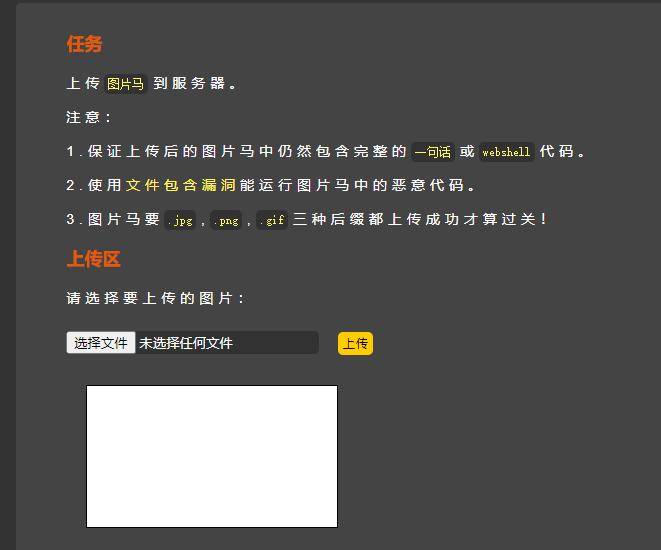 任务
上传 图片马 到服务器。
注意：
1.保证上传后的图片马中仍然包含完整的 一句话 或 webshell 代码。
2.使用文件包含漏洞能运行图片马中的恶意代码。
3.图片马要 .jpg , .png , .gif 三种后缀都上传成功才算过关！
上传区
请选择要上传的图片：
选择文件 未选择任何文件 上传